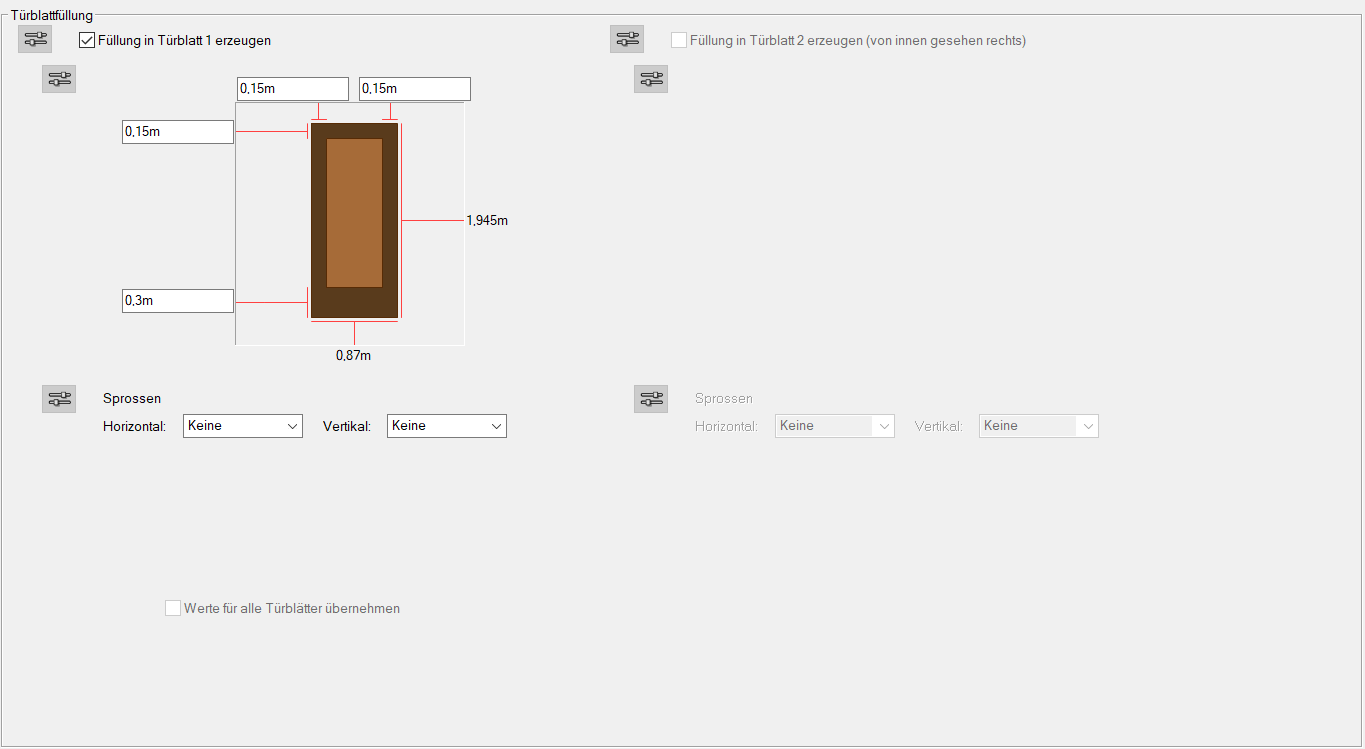 Türblattfüllung
Füllung in Türblatt 1 erzeugen
Füllung in Türblatt 2 erzeugen (von innen gesehen rechts)
0,15m
0,15m
0,15m
1,945m
0,3m
0,87m
Sprossen
Horizontal: Keine Vertikal: Keine
Sprossen
Horizontal: Keine Vertikal: Keine
Werte für alle Türblätter übernehmen